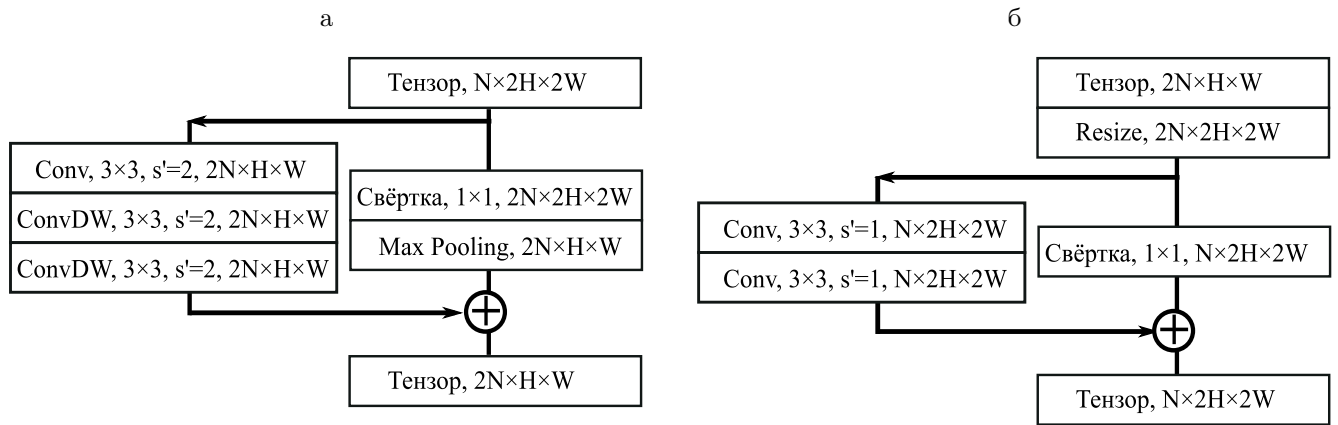 а
Тензор, N×2H×2W
Conv, 3×3, s'=2, 2N×H×W
ConvDW, 3×3, s'=2, 2N×H×W
ConvDW, 3×3, s'=2, 2N×H×W
Свёртка, 1×1, 2N×2H×2W
Max Pooling, 2N×H×W
Тензор, 2N×H×W
б
Тензор, 2N×H×W
Resize, 2N×2H×2W
Conv, 3×3, s'=1, N×2H×2W
Conv, 3×3, s'=1, N×2H×2W
Свёртка, 1×1, N×2H×2W
Тензор, N×2H×2W